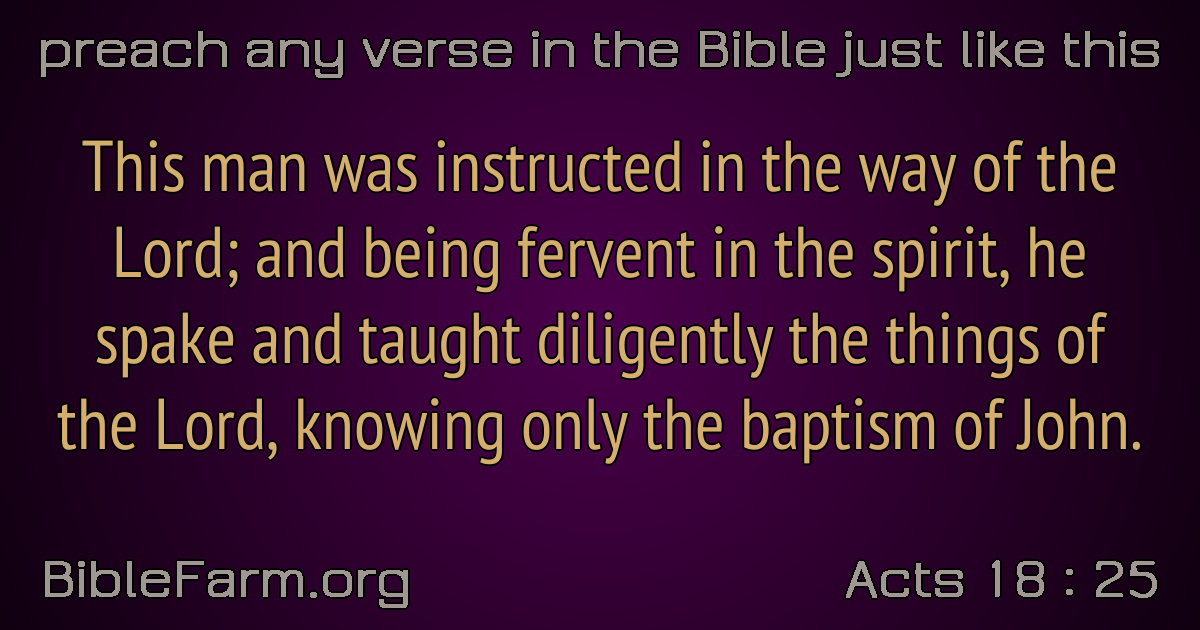 preach any verse in the Bible just like this
This man was instructed in the way of the
Lord; and being fervent in the spirit, he
spake and taught diligently the things of
the Lord, knowing only the baptism of John.
BibleFarm.org
Acts 18 : 25